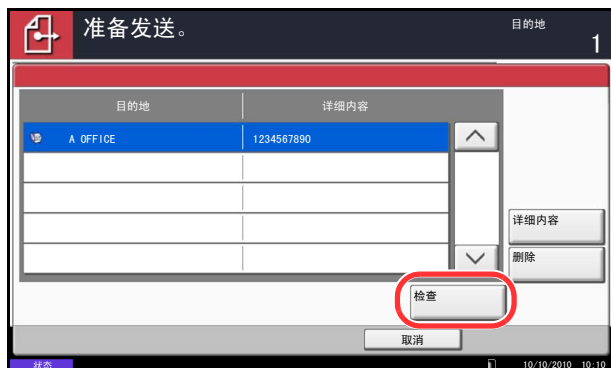 准备发送。
目的地
1
目的地 详细内容
A OFFICE 1234567890
详细内容
删除
检查
取消
状态 10/10/2010 10:10